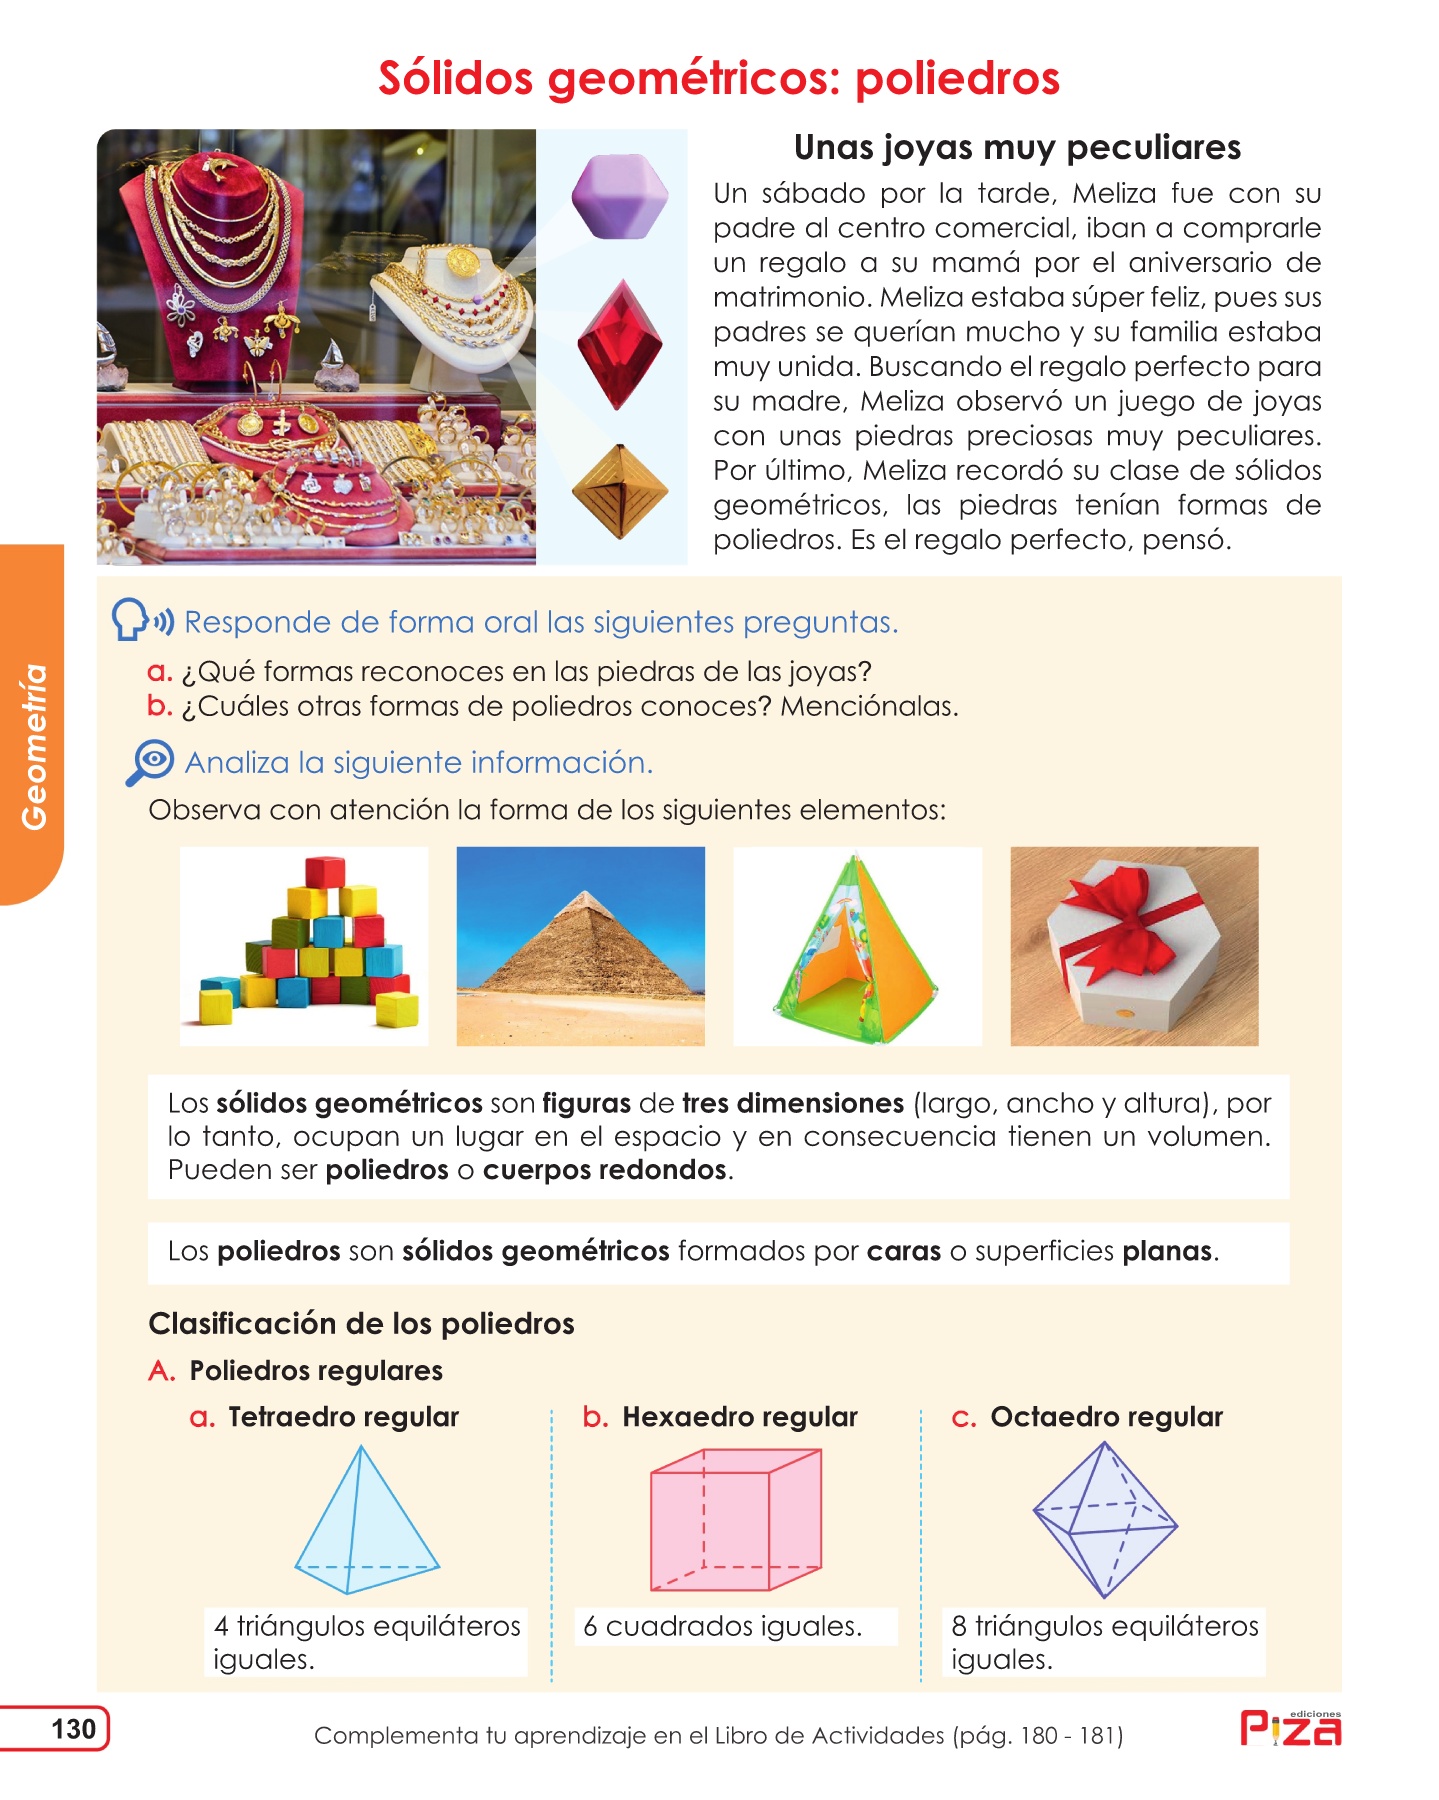 Sólidos geométricos: poliedros
Unas joyas muy peculiares
Un sábado por la tarde, Meliza fue con su
padre al centro comercial, iban a comprarle
un regalo a su mamá por el aniversario de
matrimonio. Meliza estaba súper feliz, pues sus
padres se querían mucho y su familia estaba
muy unida. Buscando el regalo perfecto para
su madre, Meliza observó un juego de joyas
con unas piedras preciosas muy peculiares.
Por último, Meliza recordó su clase de sólidos
geométricos, las piedras tenían formas de
poliedros. Es el regalo perfecto, pensó.
Geometría
Responde de forma oral las siguientes preguntas.
a. ¿Qué formas reconoces en las piedras de las joyas?
b. ¿Cuáles otras formas de poliedros conoces? Menciónalas.
Analiza la siguiente información.
Observa con atención la forma de los siguientes elementos:
Los sólidos geométricos son figuras de tres dimensiones (largo, ancho y altura), por
lo tanto, ocupan un lugar en el espacio y en consecuencia tienen un volumen.
Pueden ser poliedros o cuerpos redondos.
Los poliedros son sólidos geométricos formados por caras o superficies planas.
Clasificación de los poliedros
A. Poliedros regulares
a. Tetraedro regular
4 triángulos equiláteros
iguales.
b. Hexaedro regular
6 cuadrados iguales.
c. Octaedro regular
8 triángulos equiláteros
iguales.
130
Complementa tu aprendizaje en el Libro de Actividades (pág. 180 - 181)
ediciones
Piza